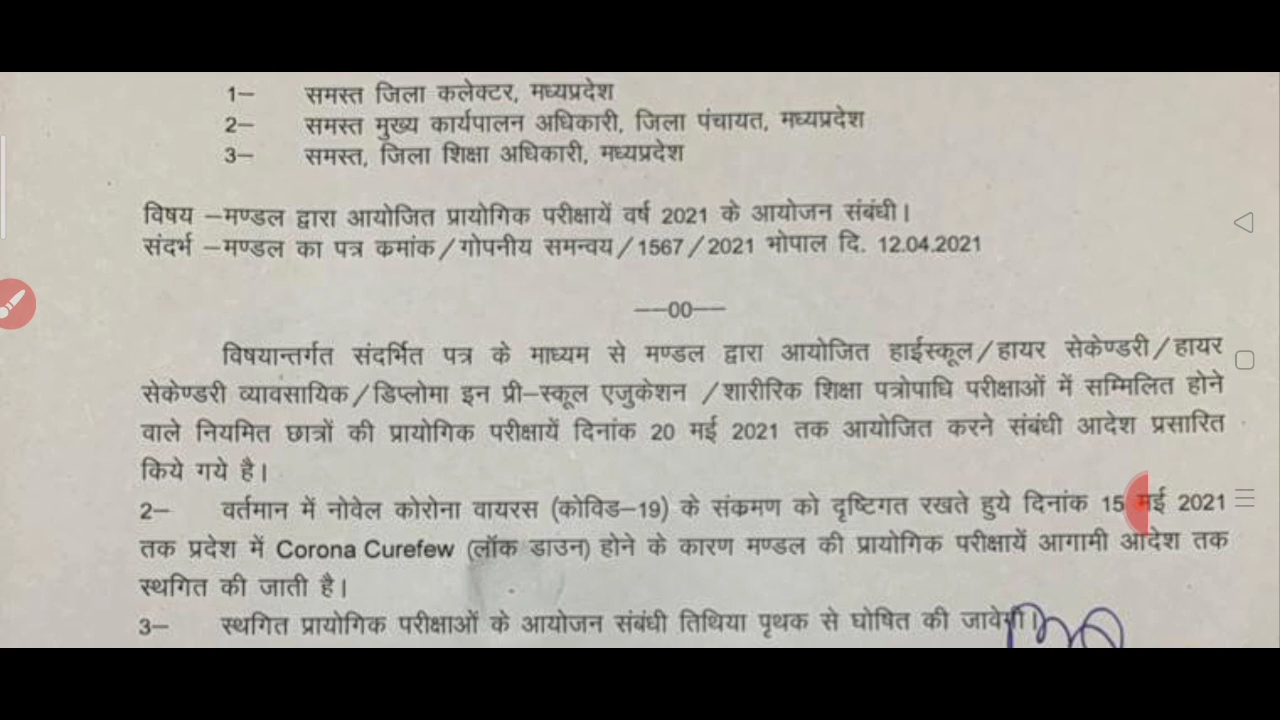 1– समस्त जिला कलेक्टर, मध्यप्रदेश
2– समस्त मुख्य कार्यपालन अधिकारी, जिला पंचायत, मध्यप्रदेश
3– समस्त, जिला शिक्षा अधिकारी, मध्यप्रदेश
विषय –मण्डल द्वारा आयोजित प्रायोगिक परीक्षायें वर्ष 2021 के आयोजन संबंधी।
संदर्भ –मण्डल का पत्र कमांक/गोपनीय समन्वय/1567/2021 भोपाल दि. 12.04.2021
—00—
विषयान्तर्गत संदर्भित पत्र के माध्यम से मण्डल द्वारा आयोजित हाईस्कूल/हायर सेकेण्डरी/हायर
सेकेण्डरी व्यावसायिक/डिप्लोमा इन प्री–स्कूल एजुकेशन /शारीरिक शिक्षा पत्रोपाधि परीक्षाओं में सम्मिलित होने
वाले नियमित छात्रों की प्रायोगिक परीक्षायें दिनांक 20 मई 2021 तक आयोजित करने संबंधी आदेश प्रसारित
किये गये है।
2– वर्तमान में नोवेल कोरोना वायरस (कोविड–19) के संकमण को दृष्टिगत रखते हुये दिनांक 15 मई 2021
तक प्रदेश में Corona Curefew (लॉक डाउन) होने के कारण मण्डल की प्रायोगिक परीक्षायें आगामी आदेश तक
स्थगित की जाती है।
3– स्थगित प्रायोगिक परीक्षाओं के आयोजन संबंधी तिथिया पृथक से घोषित की जावेगी।